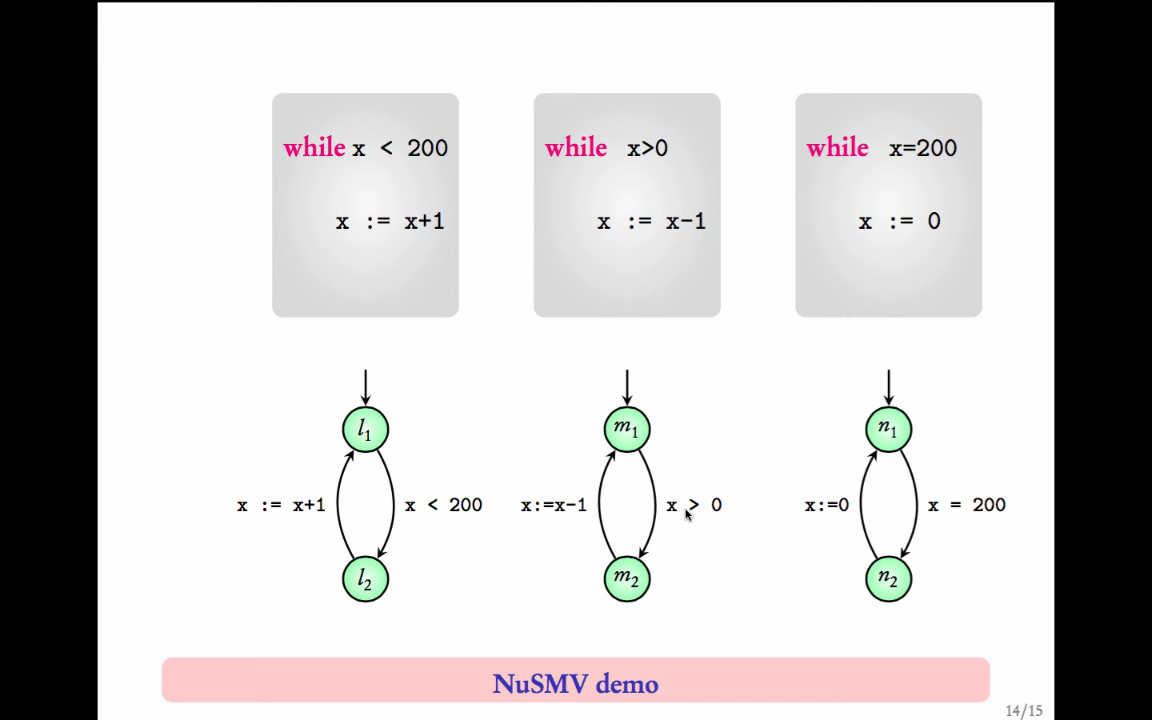 while x < 200
x := x+1
while x>0
x := x-1
while x=200
x := 0
l1
m1
n1
x := x+1
x < 200
x:=x-1
x > 0
x:=0
x = 200
l2
m2
n2
NuSMV demo
14/15